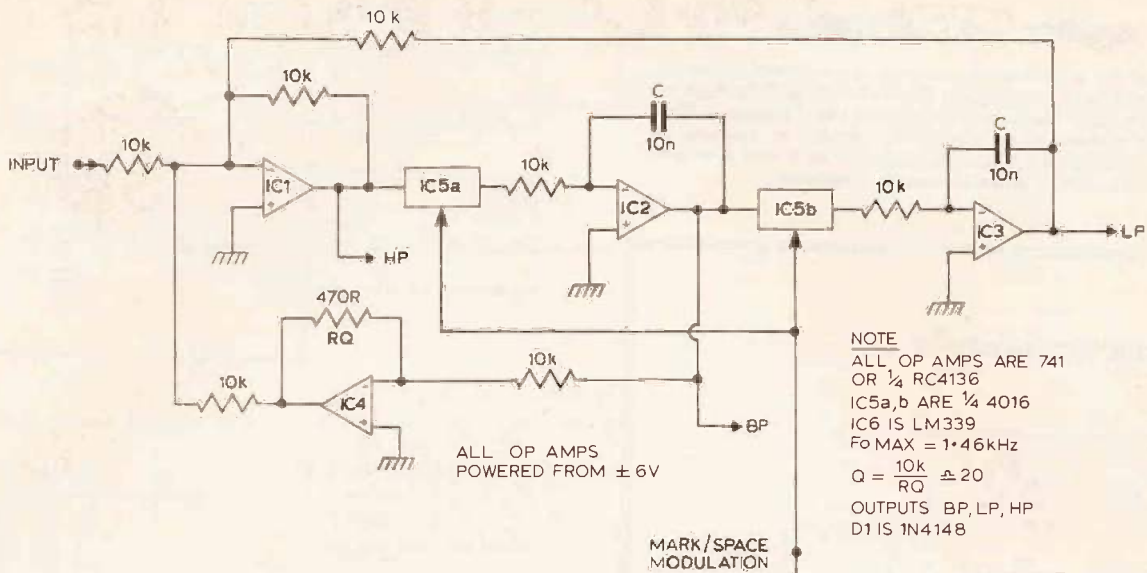 10 k
10k
C
10n
C
10n
10k
INPUT
IC1
IC5a
10k
IC2
IC5b
10k
IC3
LP
HP
470R
RQ
10k
10k
IC4
BP
ALL OP AMPS
POWERED FROM ± 6V
NOTE
ALL OP AMPS ARE 741
OR ¼ RC4136
IC5a,b ARE ¼ 4016
IC6 IS LM339
Fo MAX = 1•46kHz
Q = 10k / RQ ≏ 20
OUTPUTS BP, LP, HP
D1 IS 1N4148
MARK/SPACE
MODULATION